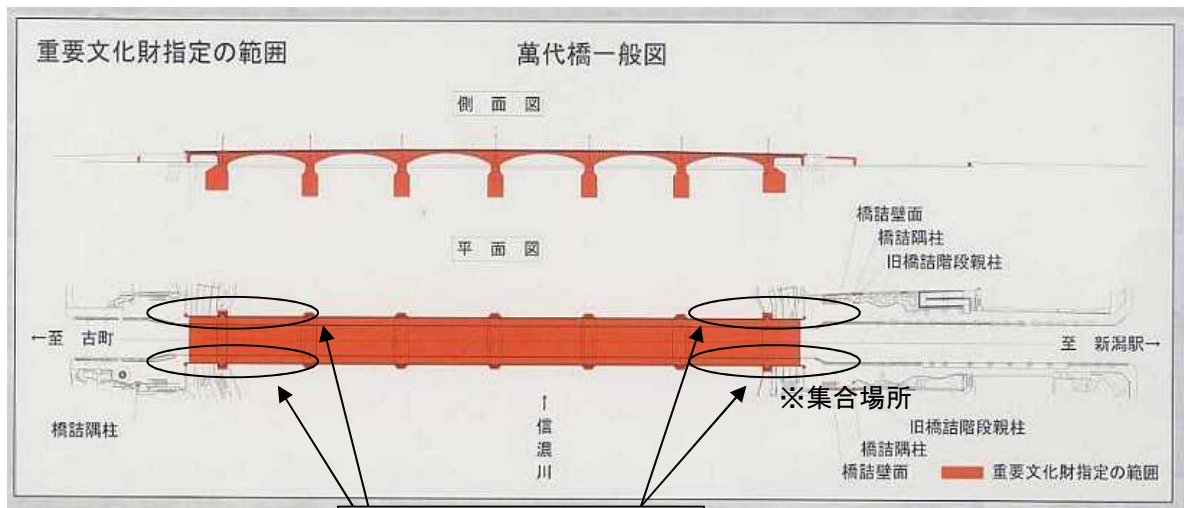 重要文化財指定の範囲
萬代橋一般図
側面図
平面図
橋詰壁面
橋詰隅柱
旧橋詰階段親柱
←至 古町
至 新潟駅→
※集合場所
橋詰隅柱
↑信濃川
旧橋詰階段親柱
橋詰隅柱
橋詰壁面
重要文化財指定の範囲